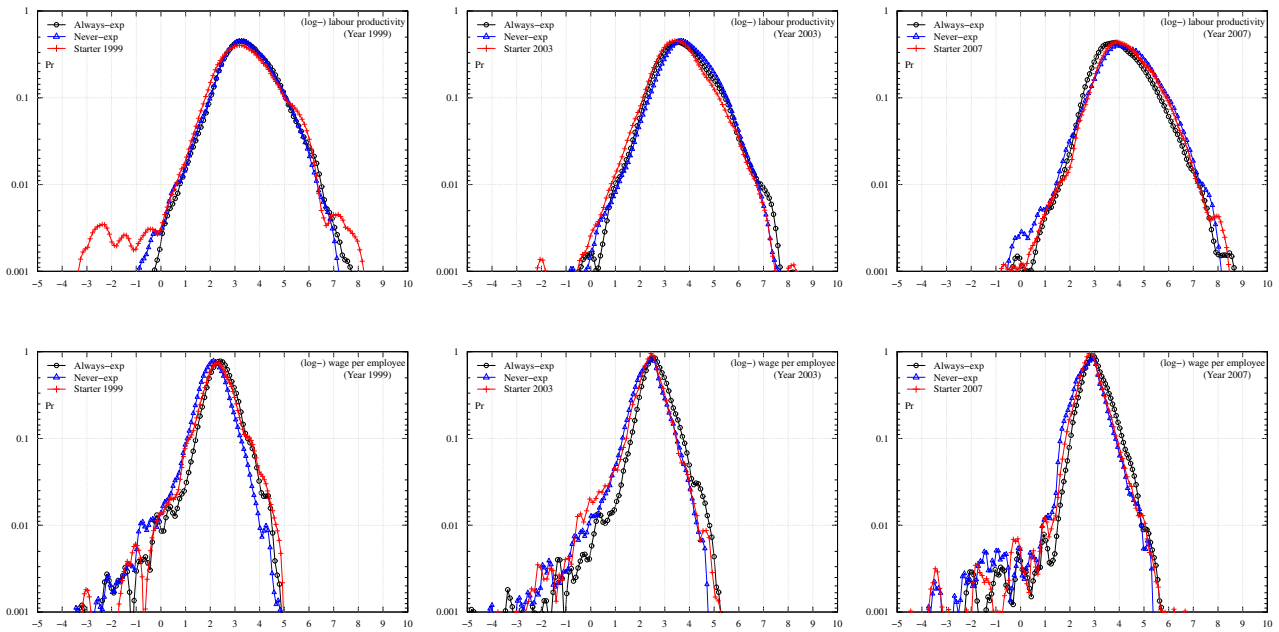 1
0.1
0.01
0.001
Pr
Always−exp
Never−exp
Starter 1999
(log−) labour productivity
(Year 1999)
−5 −4 −3 −2 −1 0 1 2 3 4 5 6 7 8 9 10
1
0.1
0.01
0.001
Pr
Always−exp
Never−exp
Starter 2003
(log−) labour productivity
(Year 2003)
−5 −4 −3 −2 −1 0 1 2 3 4 5 6 7 8 9 10
1
0.1
0.01
0.001
Pr
Always−exp
Never−exp
Starter 2007
(log−) labour productivity
(Year 2007)
−5 −4 −3 −2 −1 0 1 2 3 4 5 6 7 8 9 10
1
0.1
0.01
0.001
Pr
Always−exp
Never−exp
Starter 1999
(log−) wage per employee
(Year 1999)
−5 −4 −3 −2 −1 0 1 2 3 4 5 6 7 8 9 10
1
0.1
0.01
0.001
Pr
Always−exp
Never−exp
Starter 2003
(log−) wage per employee
(Year 2003)
−5 −4 −3 −2 −1 0 1 2 3 4 5 6 7 8 9 10
1
0.1
0.01
0.001
Pr
Always−exp
Never−exp
Starter 2007
(log−) wage per employee
(Year 2007)
−5 −4 −3 −2 −1 0 1 2 3 4 5 6 7 8 9 10